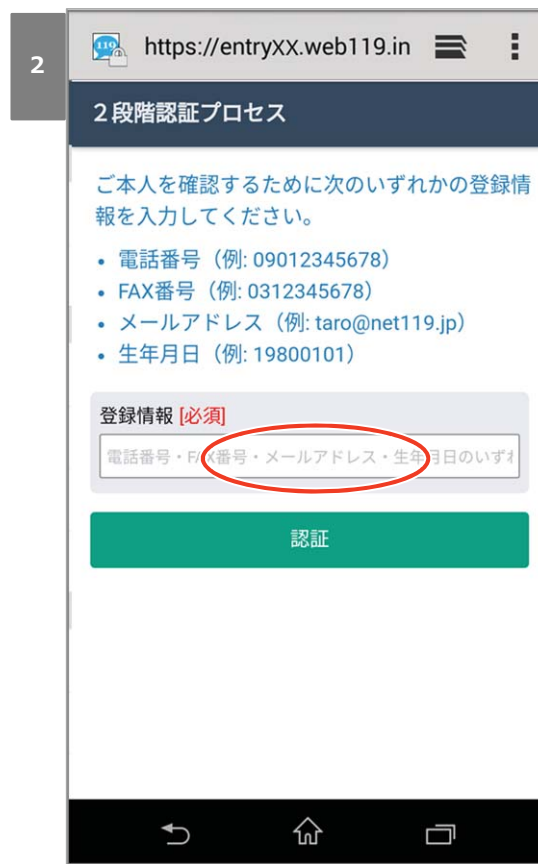 2
119
https://entryXX.web119.in
2段階認証プロセス
ご本人を確認するために次のいずれかの登録情
報を入力してください。
• 電話番号（例: 09012345678）
• FAX番号（例: 0312345678）
• メールアドレス（例: taro@net119.jp）
• 生年月日（例: 19800101）
登録情報 [必須]
電話番号・FAX番号・メールアドレス・生年月日のいずれ
認証